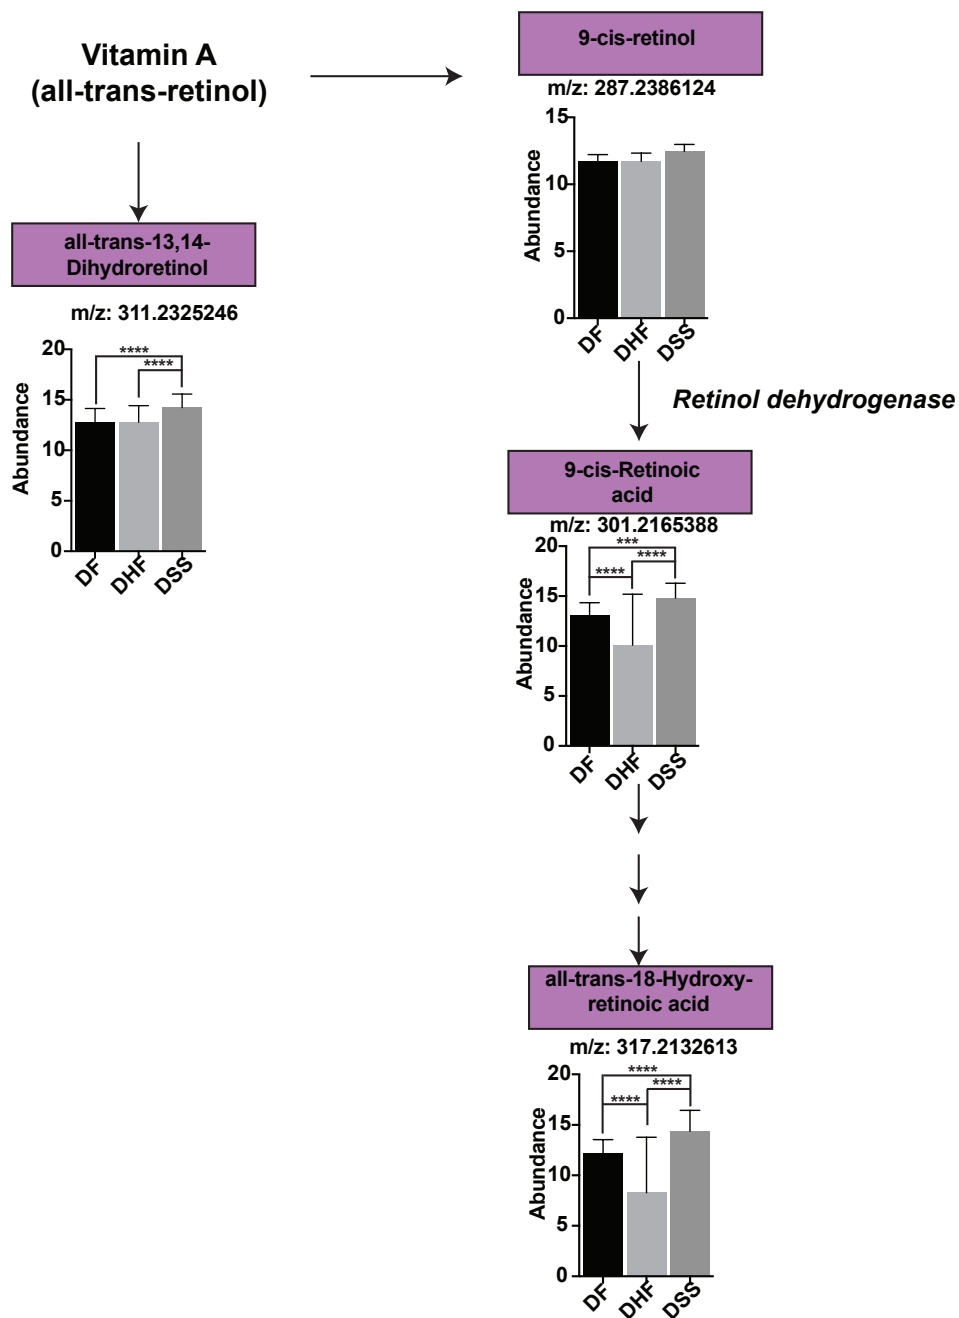 Vitamin A
(all-trans-retinol)
9-cis-retinol
m/z: 287.2386124
15
10
5
0
Abundance
DF
DHF
DSS
all-trans-13,14-
Dihydroretinol
m/z: 311.2325246
20
15
10
5
0
Abundance
****
****
DF
DHF
DSS
Retinol dehydrogenase
9-cis-Retinoic
acid
m/z: 301.2165388
20
15
10
5
0
Abundance
***
****
****
DF
DHF
DSS
all-trans-18-Hydroxy-
retinoic acid
m/z: 317.2132613
20
15
10
5
0
Abundance
****
****
****
DF
DHF
DSS